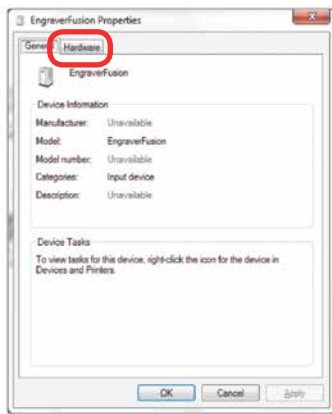 EngraverFusion Properties
General Hardware
EngraverFusion
Device Information
Manufacturer: Unavailable
Model: EngraverFusion
Model number: Unavailable
Categories: Input device
Description: Unavailable
Device Tasks
To view tasks for this device, right-click the icon for the device in
Devices and Printers.
OK Cancel Apply